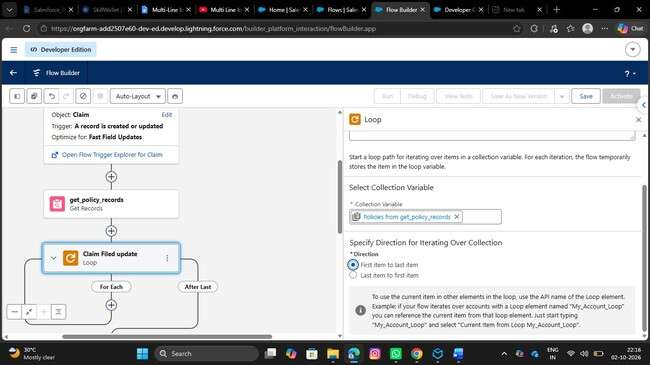 Salesforce_
SkillWallet |
Multi-Line I
Multi Line In
Home | Sale
Flows | Sale
Flow Builder
Developer C
New tab
https://orgfarm-add2507e60-dev-ed.develop.lightning.force.com/builder_platform_interaction/flowBuilder.app
Chat
Developer Edition
Flow Builder
?
Auto-Layout
Run
Debug
View Tests
Save as New Version
Save
Activate
Object: Claim
Edit
Trigger: A record is created or updated
Optimize for: Fast Field Updates
Open Flow Trigger Explorer for Claim
get_policy_records
Get Records
Claim Filed update
Loop
For Each
After Last
Loop
Start a loop path for iterating over items in a collection variable. For each iteration, the flow temporarily
stores the item in the loop variable.
Select Collection Variable
* Collection Variable
Policies from get_policy_records
Specify Direction for Iterating Over Collection
* Direction
First item to last item
Last item to first item
To use the current item in other elements in the loop, use the API name of the Loop element.
Example: if your flow iterates over accounts with a Loop element named "My_Account_Loop"
you can reference the current item from that loop element. Just start typing
"My_Account_Loop" and select "Current Item from Loop My_Account_Loop".
30°C
Mostly clear
Search
ENG
IN
22:16
02-10-2026